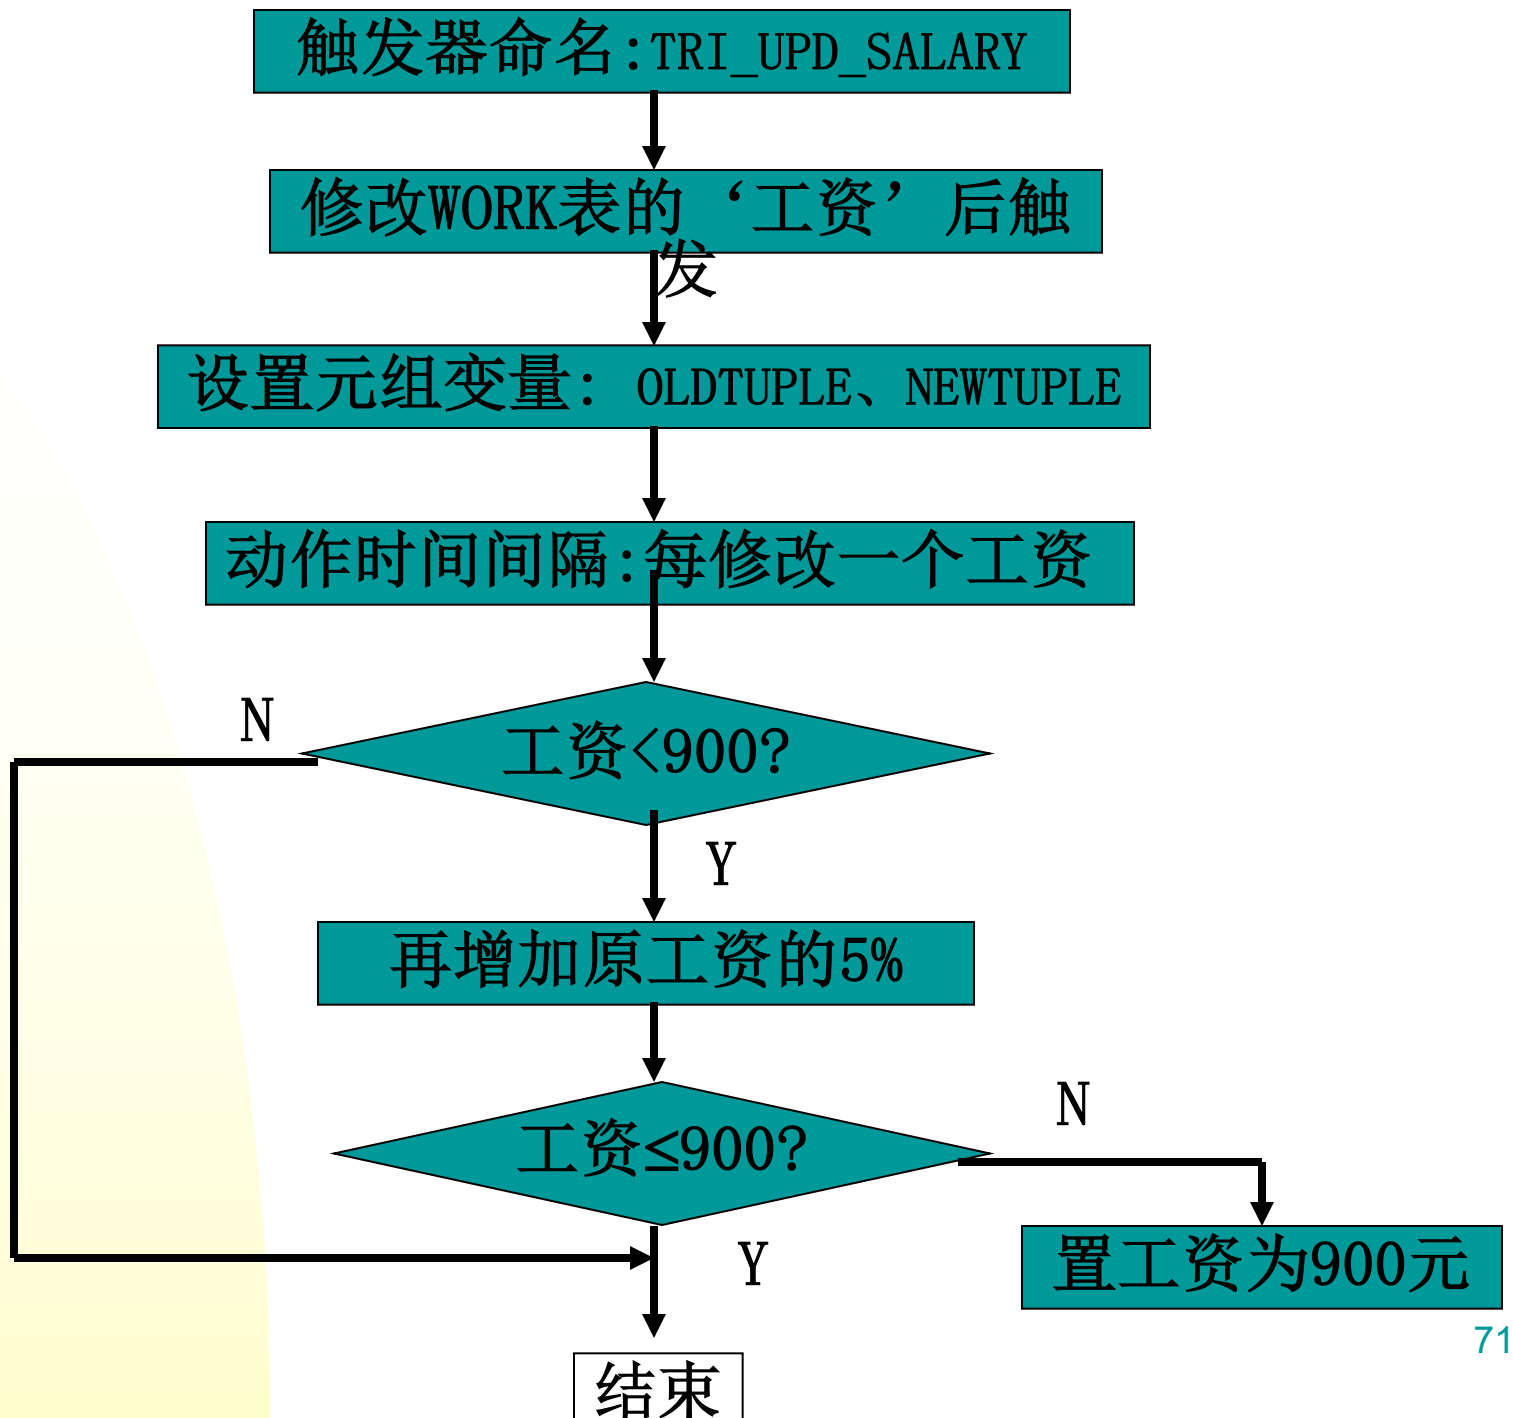 触发器命名:TRI_UPD_SALARY
修改WORK表的‘工资’后触
发
设置元组变量: OLDTUPLE、NEWTUPLE
动作时间间隔:每修改一个工资
N
工资<900?
Y
再增加原工资的5%
N
工资≤900?
Y
置工资为900元
71
结束